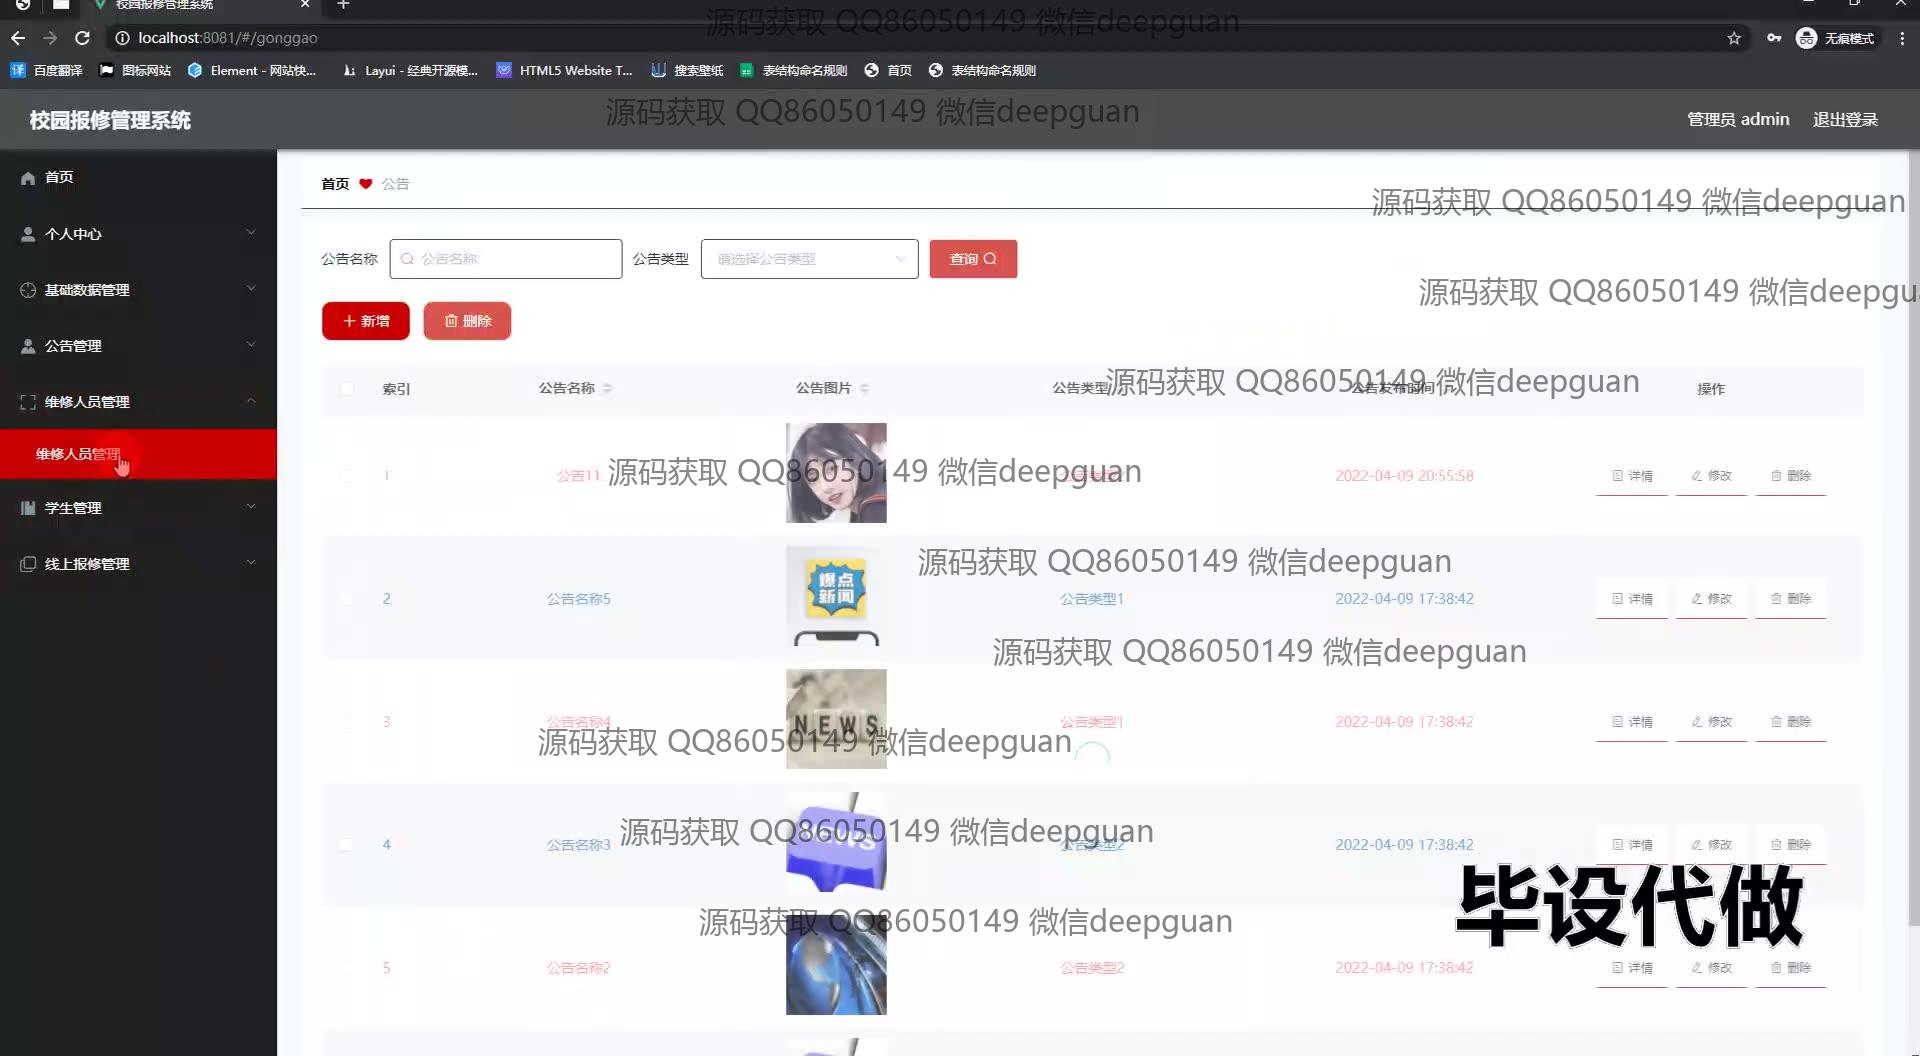 校园报修管理系统
localhost:8081/#/gonggao
无痕模式
百度翻译
图标网站
Element - 网站快...
Layui - 经典开源模...
HTML5 Website T...
搜索壁纸
表结构命名规则
首页
表结构命名规则
源码获取 QQ86050149 微信deepguan
校园报修管理系统
源码获取 QQ86050149 微信deepguan
管理员 admin
退出登录
首页
个人中心
基础数据管理
公告管理
维修人员管理
维修人员管理
学生管理
线上报修管理
首页 公告
源码获取 QQ86050149 微信deepguan
公告名称 公告名称 公告类型 请选择公告类型 查询
源码获取 QQ86050149 微信deepgu
新增 删除
索引 公告名称 公告图片 公告类型 公告发布时间 操作
源码获取 QQ86050149 微信deepguan
1 公告11 2022-04-09 20:55:58 详情 修改 删除
源码获取 QQ86050149 微信deepguan
爆点
新闻
源码获取 QQ86050149 微信deepguan
2 公告名称5 公告类型1 2022-04-09 17:38:42 详情 修改 删除
源码获取 QQ86050149 微信deepguan
3 公告名称4 NEWS 公告类型1 2022-04-09 17:38:42 详情 修改 删除
源码获取 QQ86050149 微信deepguan
4 公告名称3 NEWS 公告类型2 2022-04-09 17:38:42 详情 修改 删除
源码获取 QQ86050149 微信deepguan
毕设代做
源码获取 QQ86050149 微信deepguan
5 公告名称2 公告类型2 2022-04-09 17:38:42 详情 修改 删除